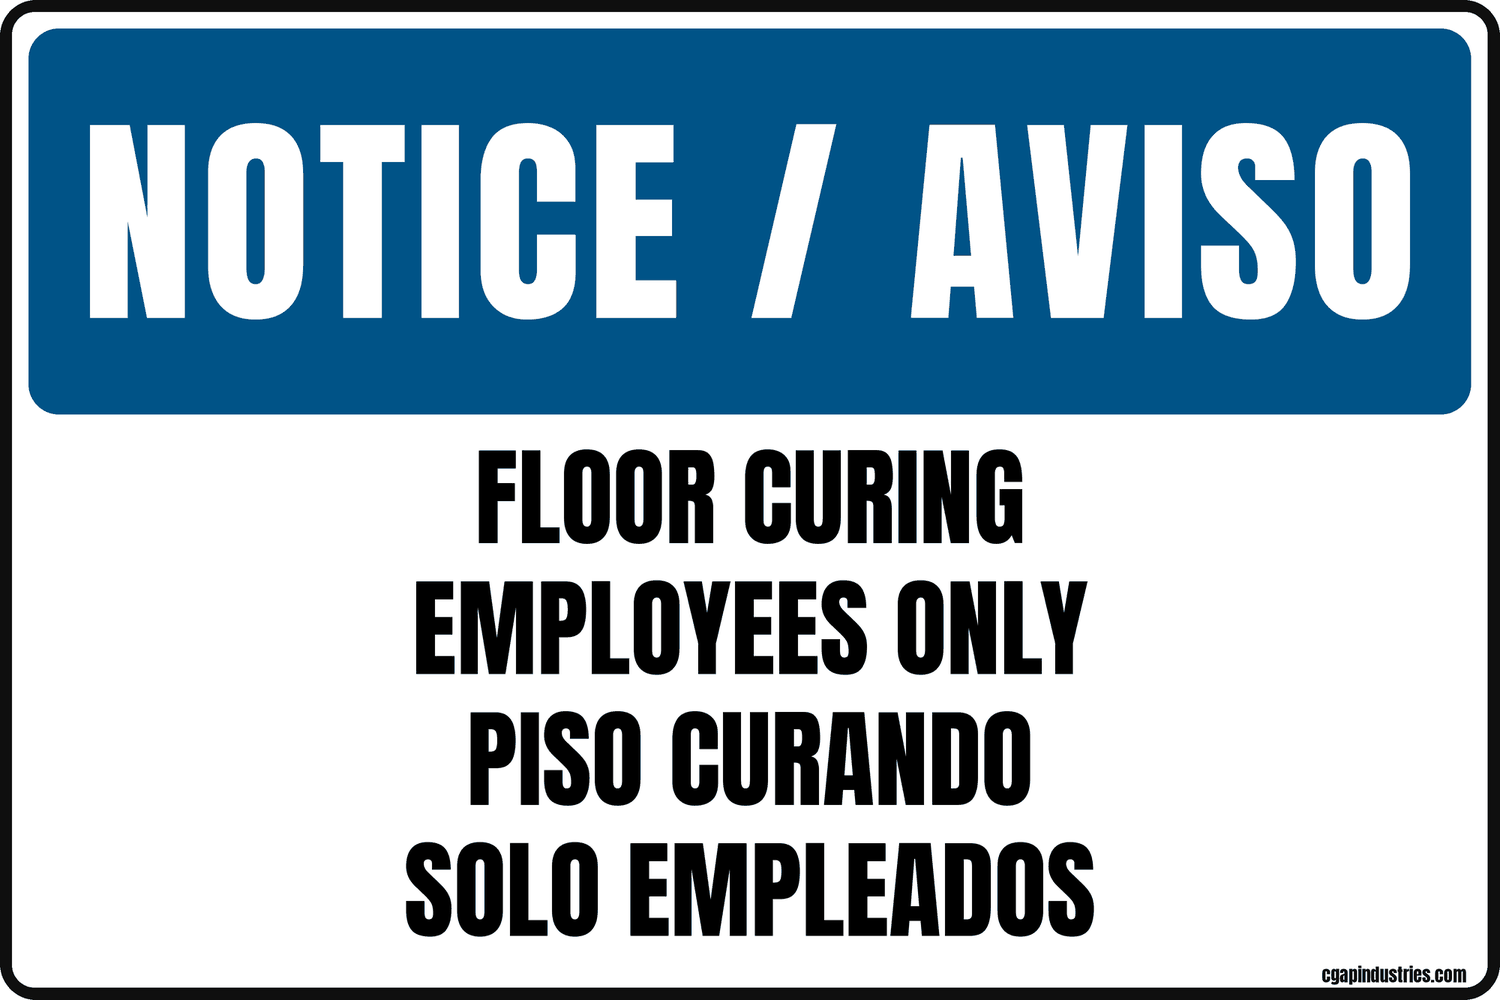 NOTICE / AVISO
FLOOR CURING
EMPLOYEES ONLY
PISO CURANDO
SOLO EMPLEADOS
cgapindustries.com